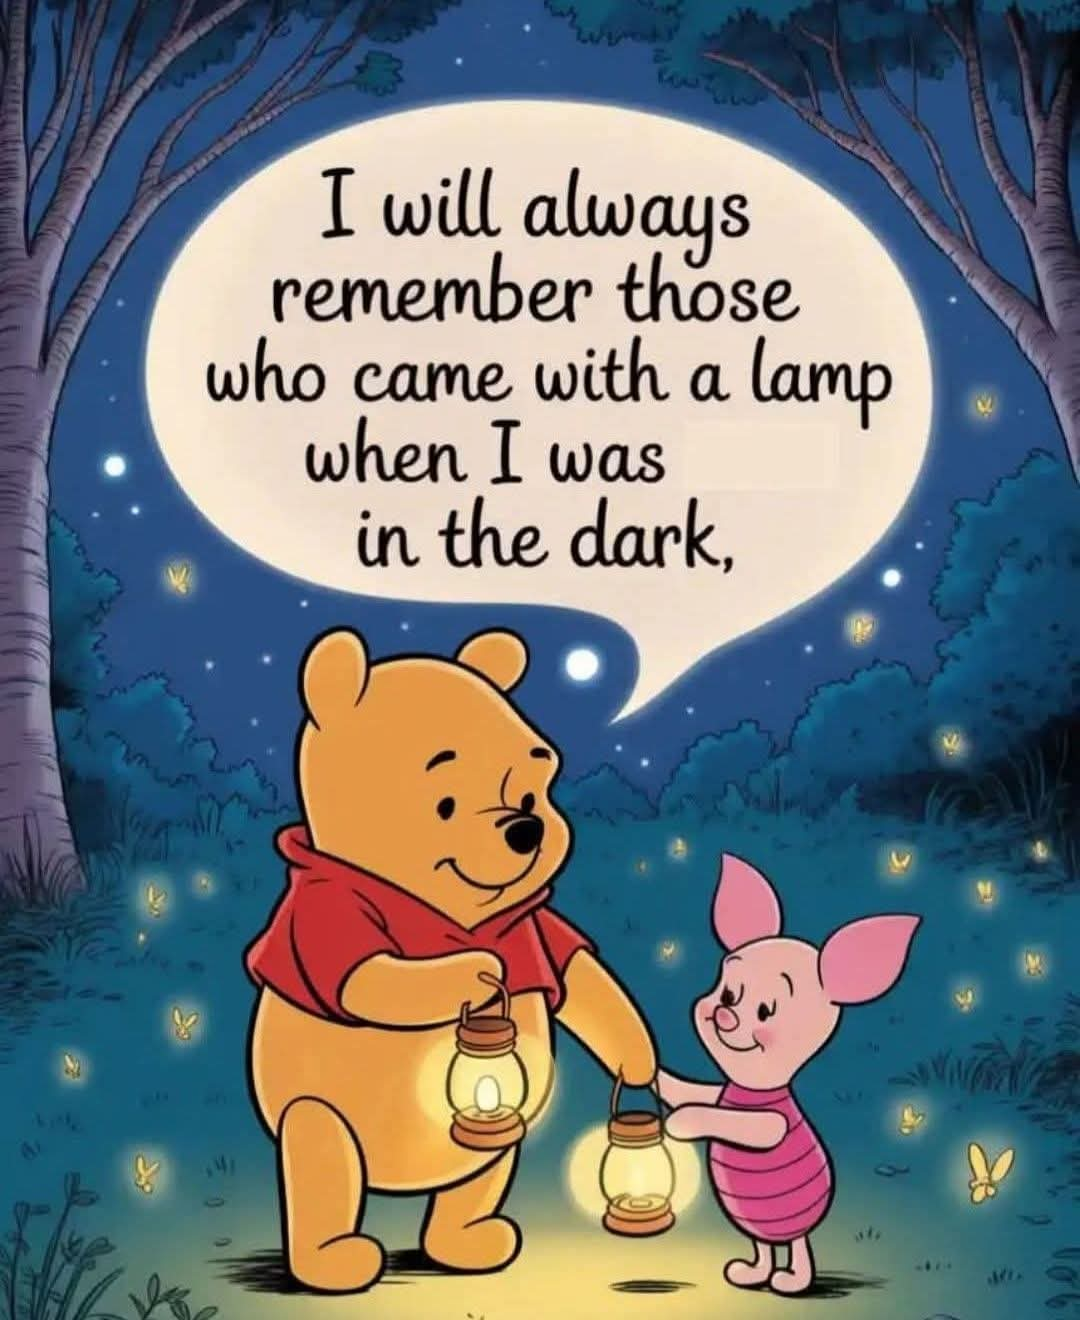 I will always
remember those
who came with a lamp
when I was
in the dark,